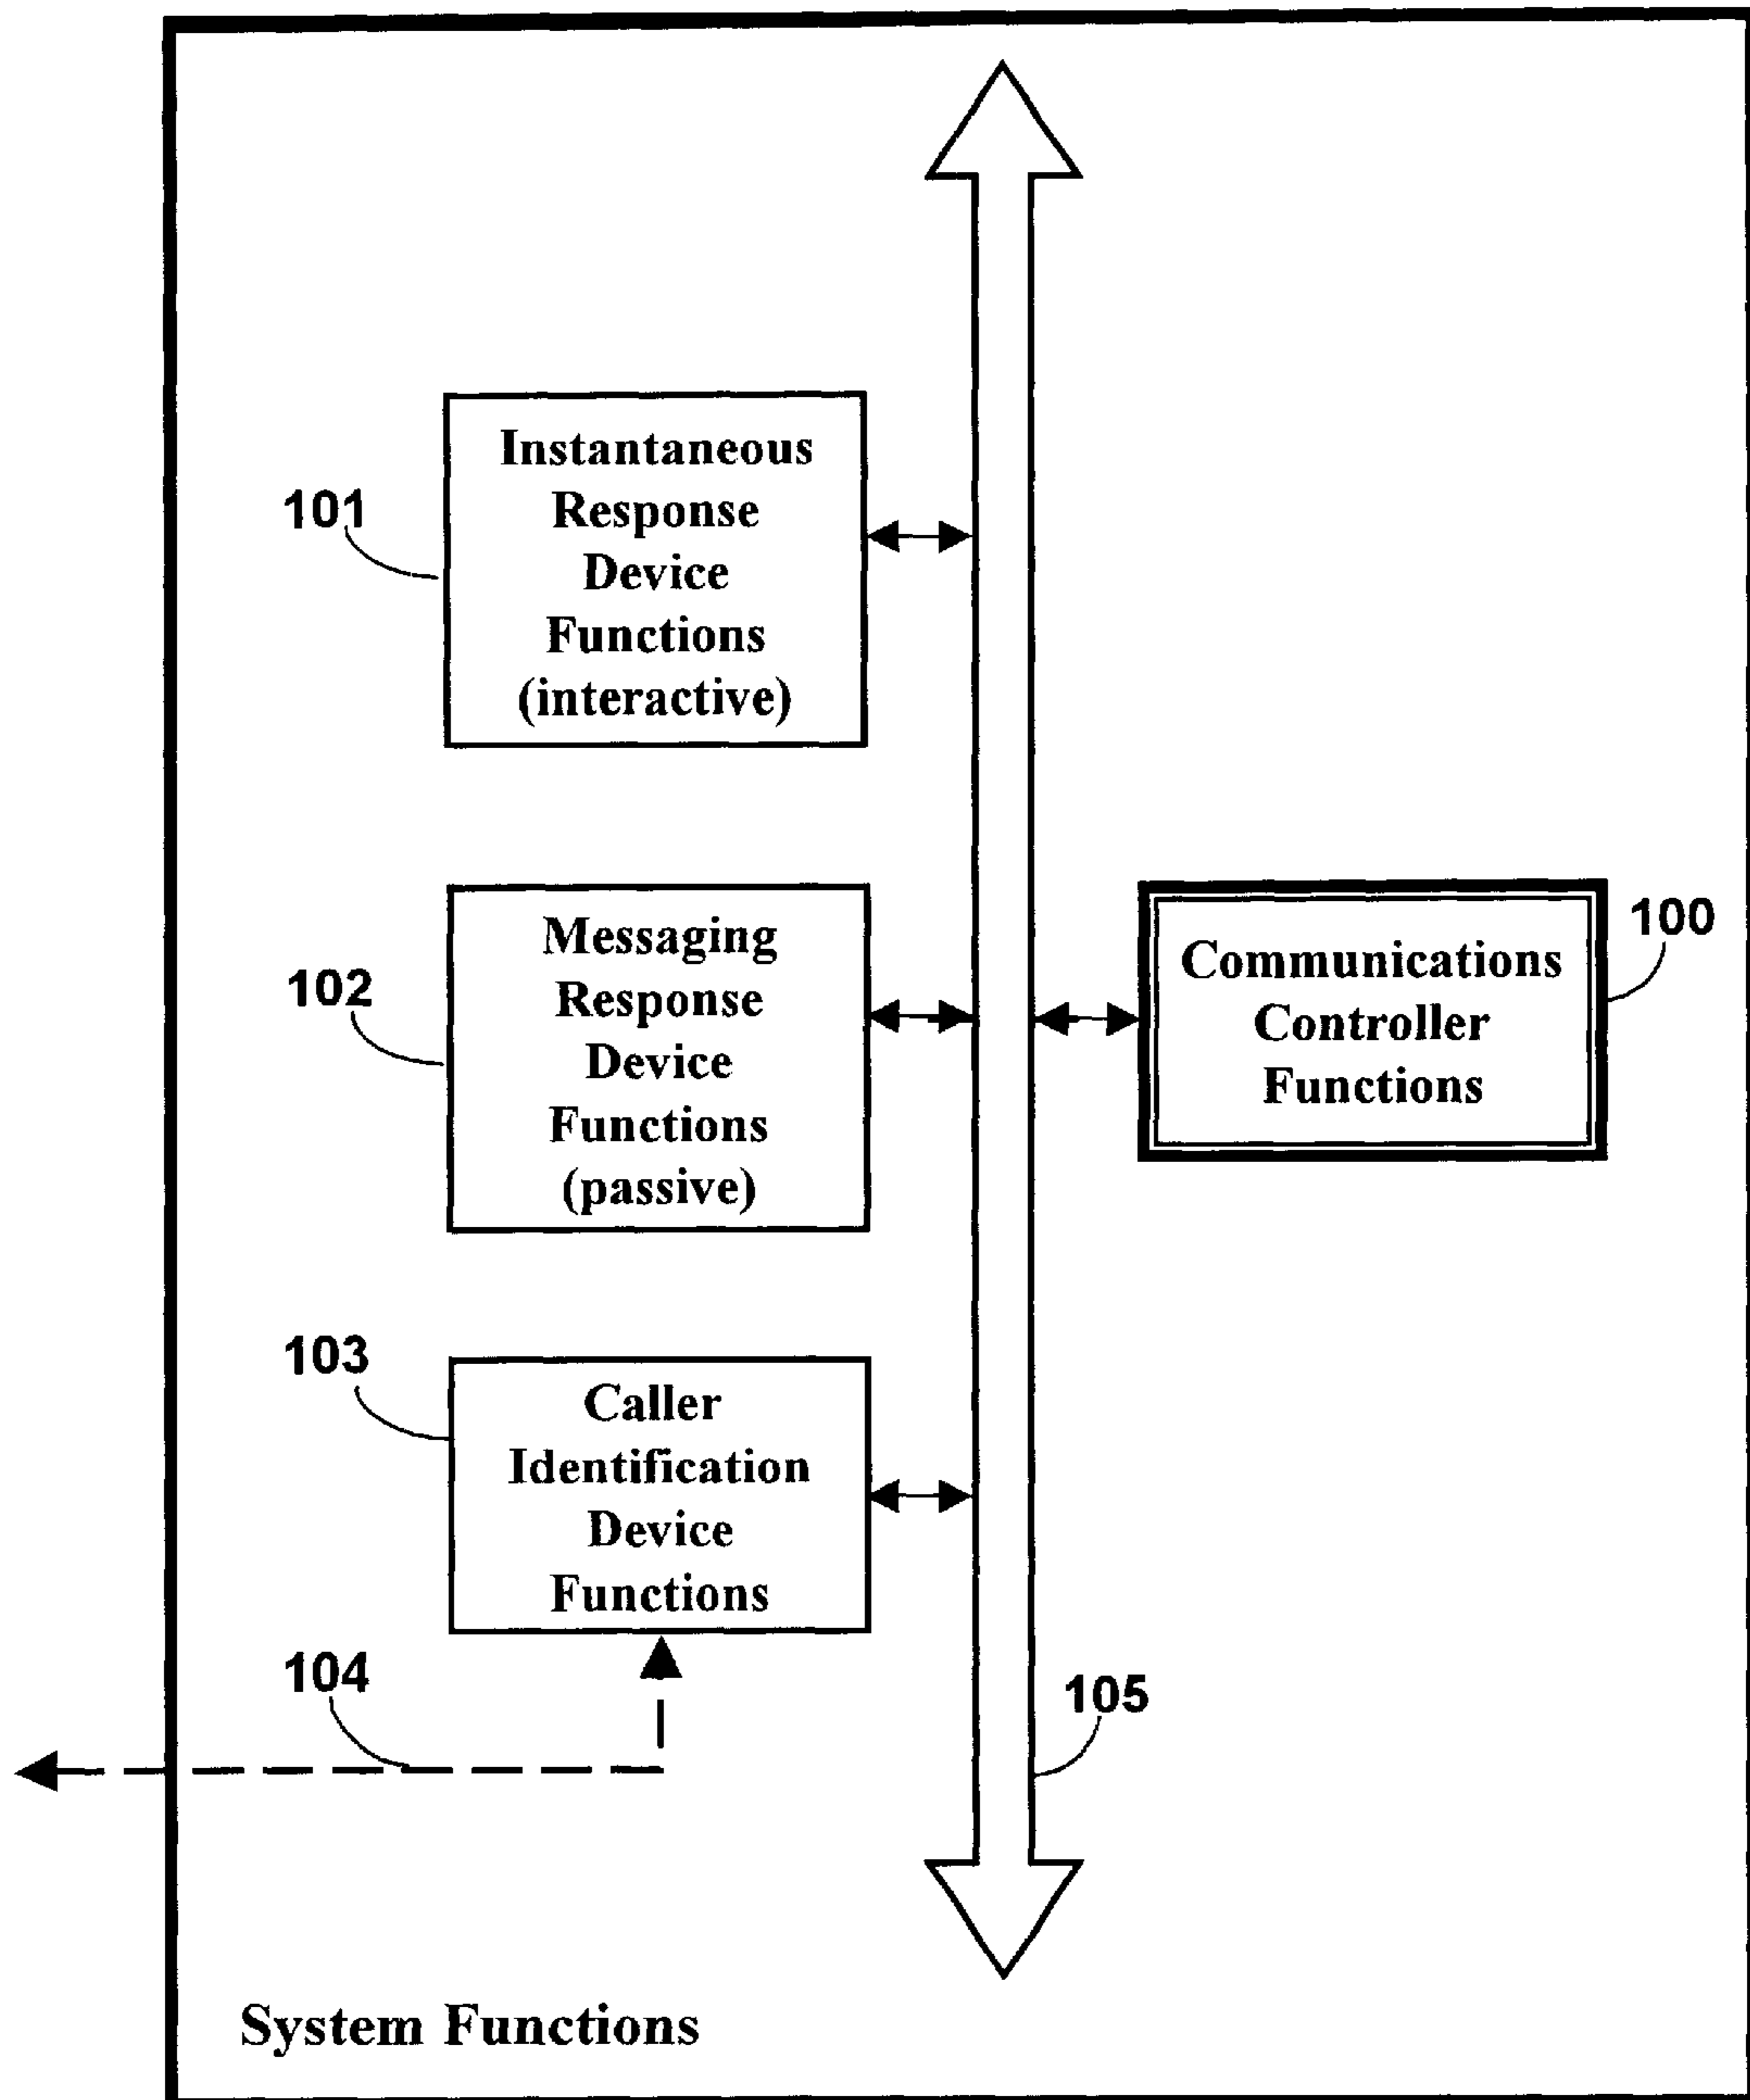 101
Instantaneous
Response
Device
Functions
(interactive)
102
Messaging
Response
Device
Functions
(passive)
100
Communications
Controller
Functions
103
Caller
Identification
Device
Functions
104
105
System Functions